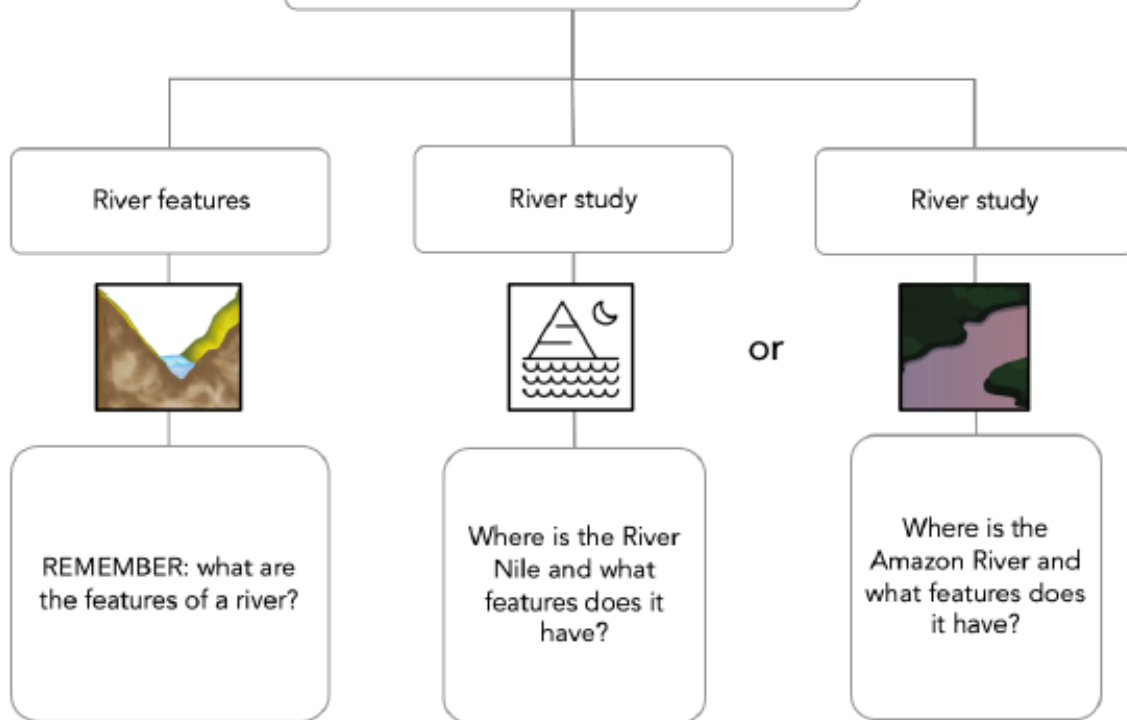 River features
River study
River study
or
REMEMBER: what are
the features of a river?
Where is the River
Nile and what
features does it
have?
Where is the
Amazon River and
what features does
it have?